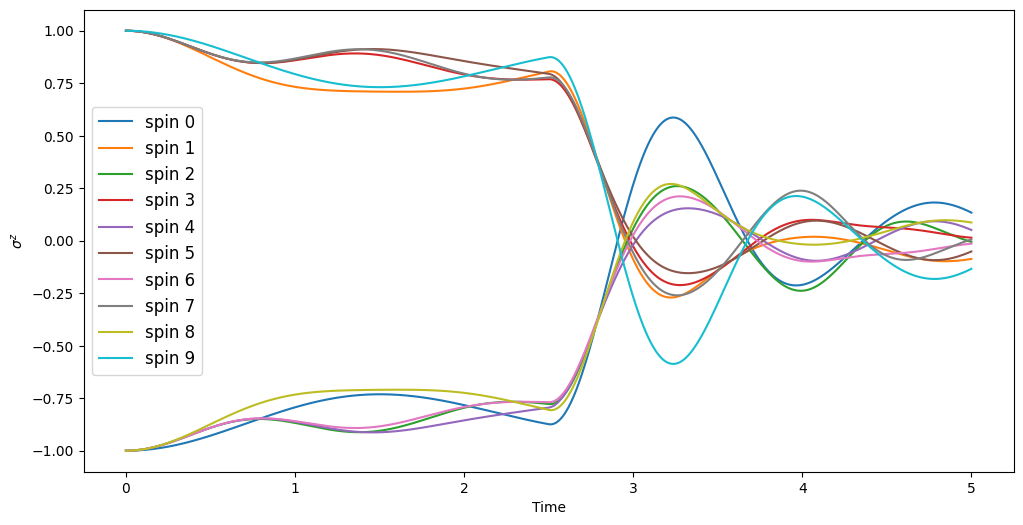 1.00
0.75
0.50
0.25
0.00
−0.25
−0.50
−0.75
−1.00
σz
spin 0
spin 1
spin 2
spin 3
spin 4
spin 5
spin 6
spin 7
spin 8
spin 9
0 1 2 3 4 5
Time